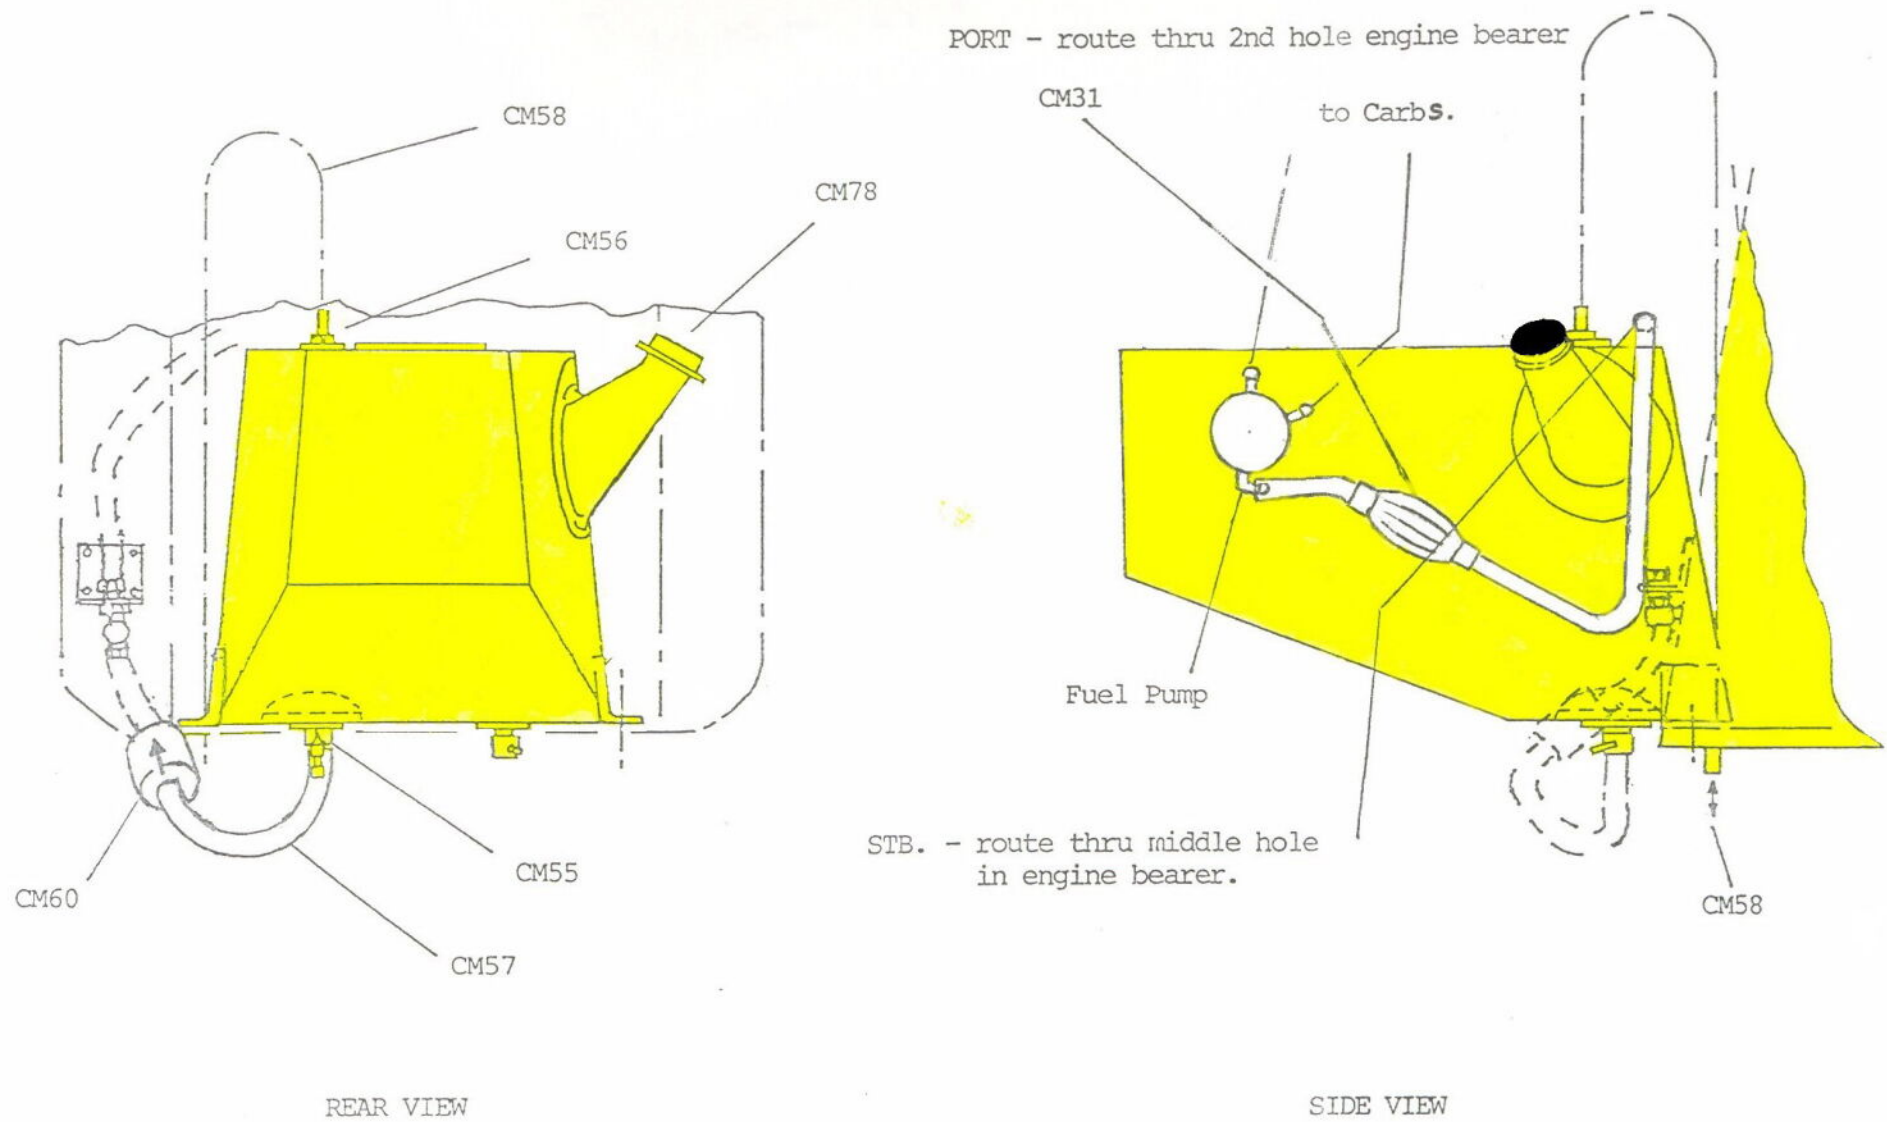 PORT - route thru 2nd hole engine bearer
CM31
to Carbs.
CM58
CM78
CM56
Fuel Pump
STB. - route thru middle hole
in engine bearer.
CM55
CM60
CM58
CM57
REAR VIEW
SIDE VIEW